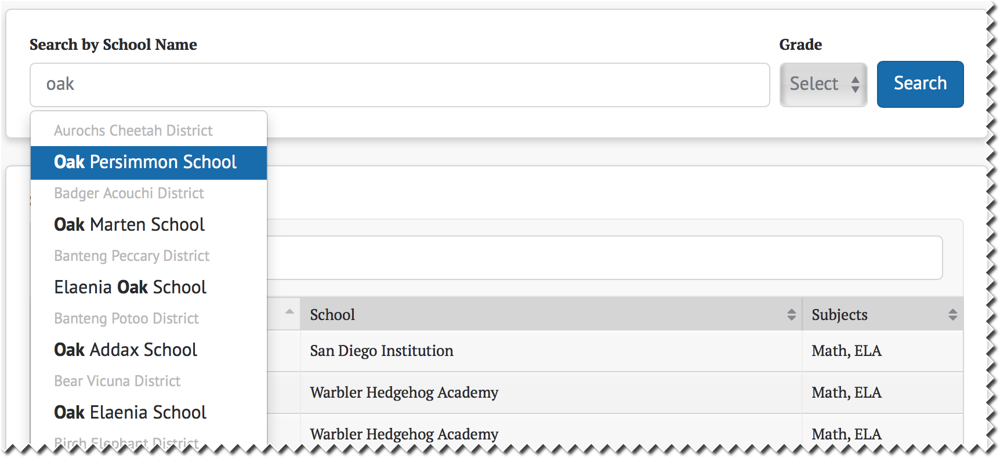 Search by School Name
Grade
oak
Select
Search
Aurochs Cheetah District
Oak Persimmon School
Badger Acouchi District
Oak Marten School
Banteng Peccary District
Elaenia Oak School
Banteng Potoo District
Oak Addax School
Bear Vicuna District
Oak Elaenia School
Birch Elephant District
School
Subjects
San Diego Institution
Math, ELA
Warbler Hedgehog Academy
Math, ELA
Warbler Hedgehog Academy
Math, ELA